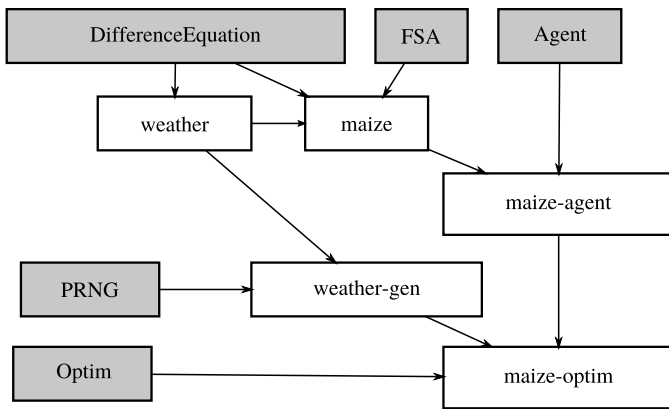 DifferenceEquation
FSA
Agent
weather
maize
maize-agent
PRNG
weather-gen
Optim
maize-optim